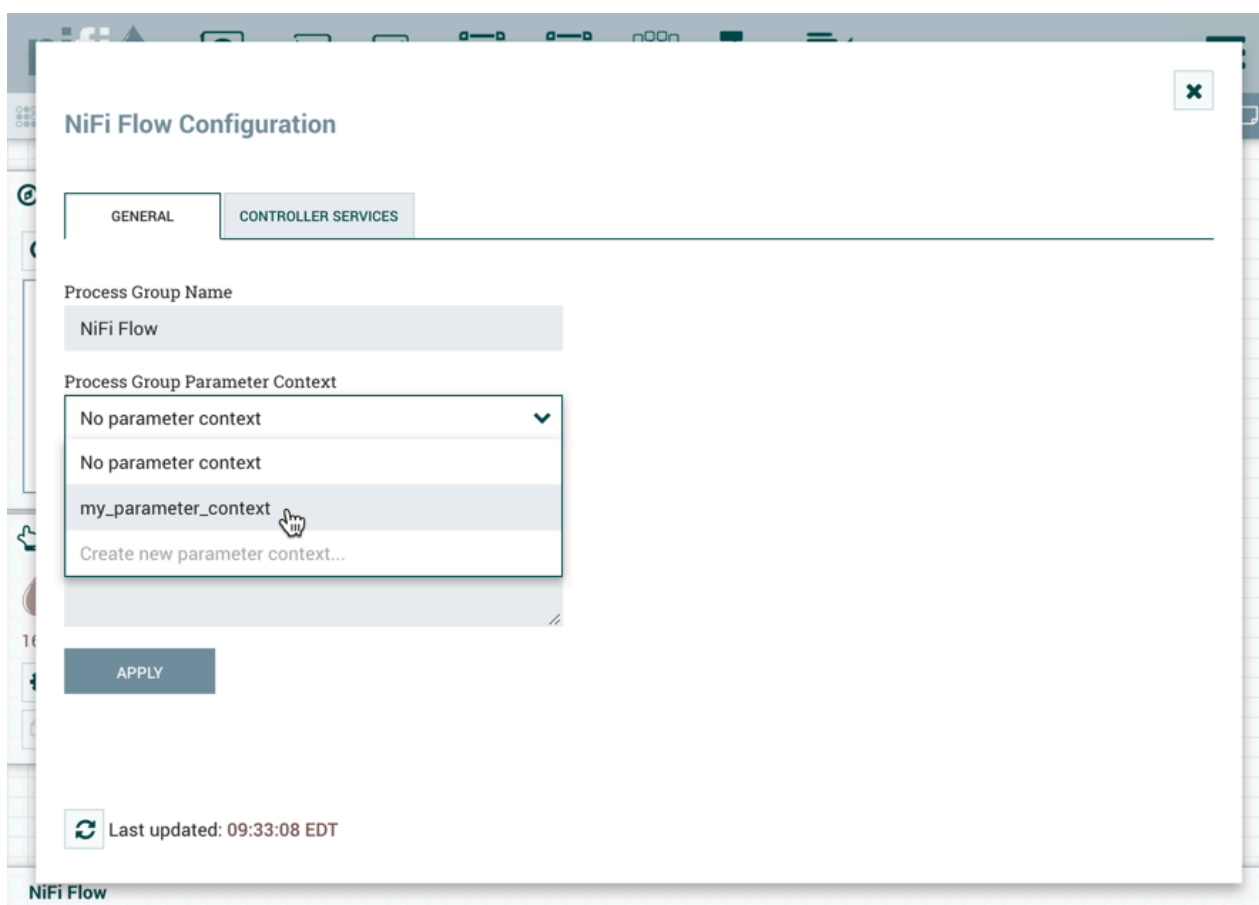 NiFi Flow Configuration
GENERAL
CONTROLLER SERVICES
Process Group Name
NiFi Flow
Process Group Parameter Context
No parameter context
No parameter context
my_parameter_context
Create new parameter context...
APPLY
Last updated: 09:33:08 EDT
NiFi Flow